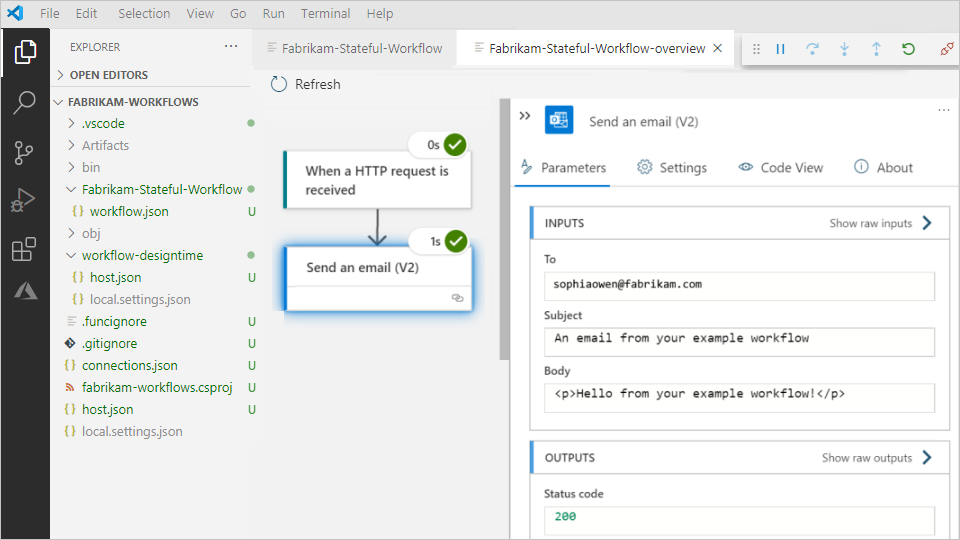 File Edit Selection View Go Run Terminal Help
EXPLORER
OPEN EDITORS
FABRIKAM-WORKFLOWS
.vscode
Artifacts
bin
Fabrikam-Stateful-Workflow
workflow.json U
obj
workflow-designtime
host.json U
local.settings.json
.funcignore U
.gitignore U
connections.json U
fabrikam-workflows.csproj U
host.json U
local.settings.json
Fabrikam-Stateful-Workflow
Fabrikam-Stateful-Workflow-overview
Refresh
0s
When a HTTP request is
received
1s
Send an email (V2)
Send an email (V2)
Parameters Settings Code View About
INPUTS Show raw inputs
To
sophiaowen@fabrikam.com
Subject
An email from your example workflow
Body
<p>Hello from your example workflow!</p>
OUTPUTS Show raw outputs
Status code
200